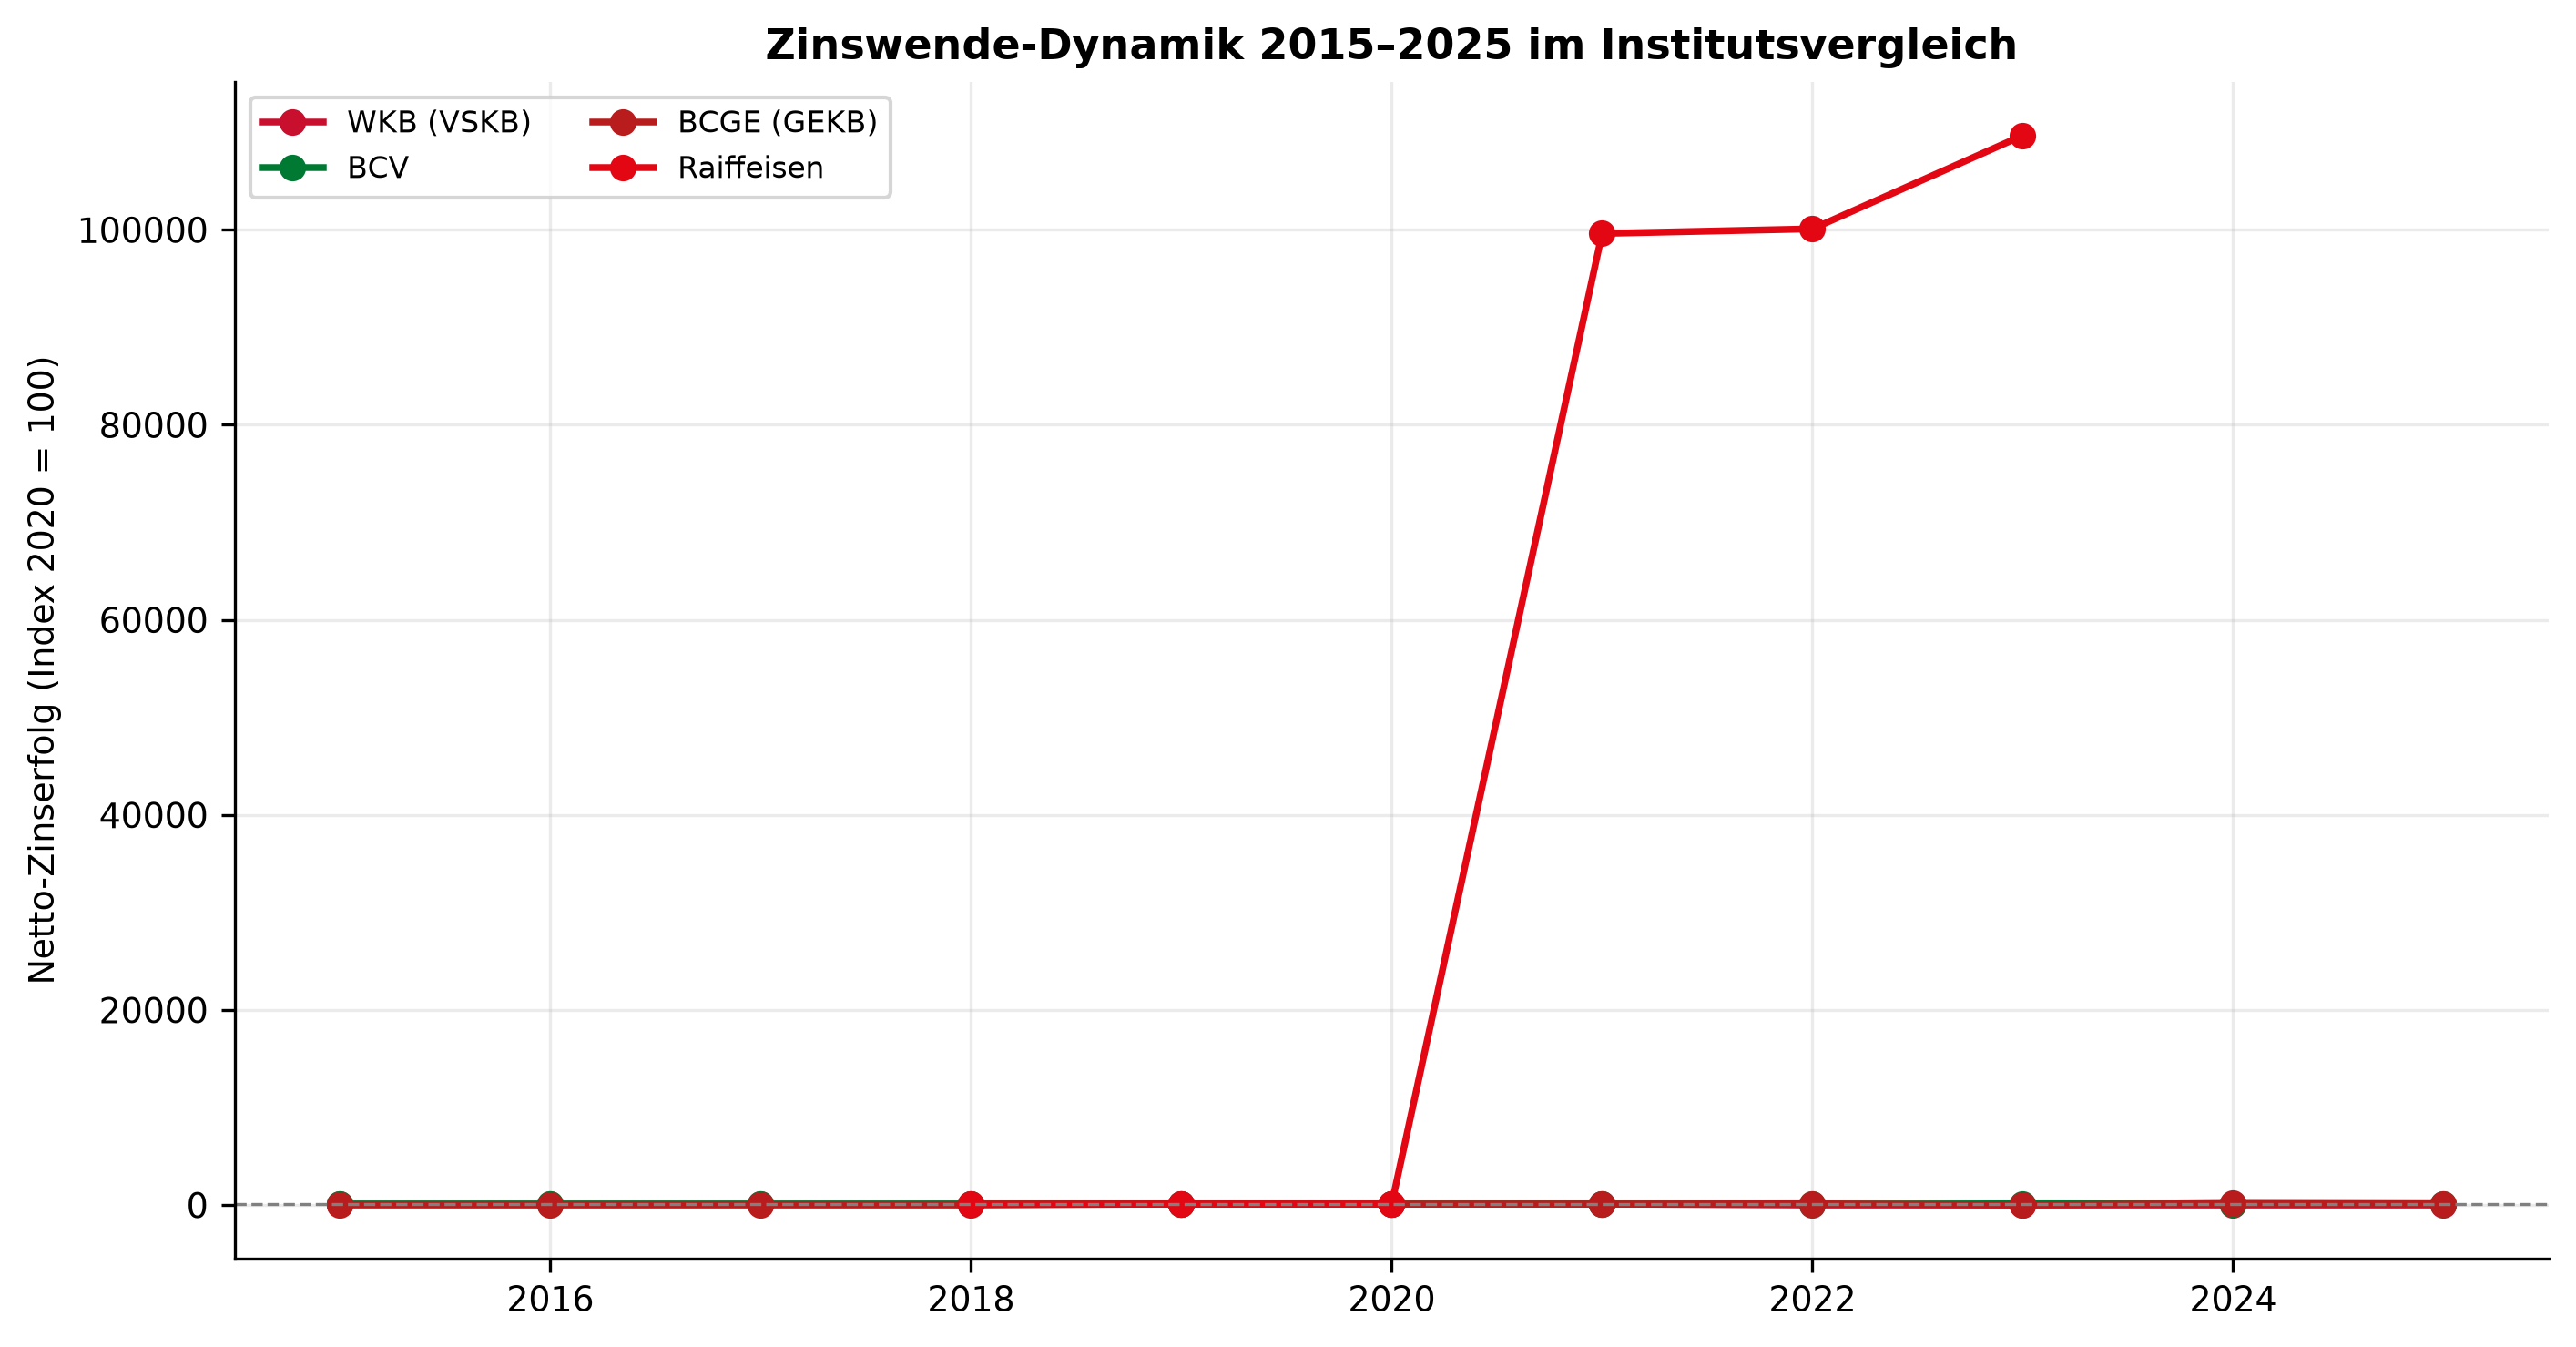 Zinswende-Dynamik 2015–2025 im Institutsvergleich
WKB (VSKB)
BCV
BCGE (GEKB)
Raiffeisen
Netto-Zinserfolg (Index 2020 = 100)
100000
80000
60000
40000
20000
0
2016
2018
2020
2022
2024